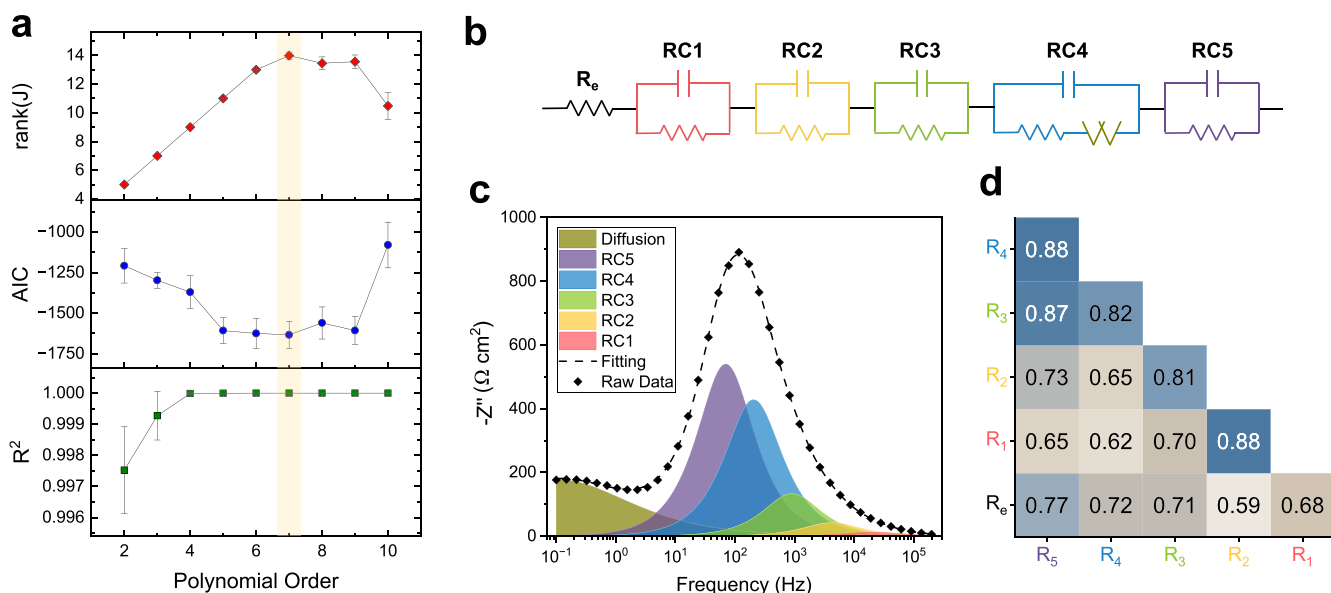 a
rank(J)
14
12
10
8
6
4
AIC
−1000
−1250
−1500
−1750
R²
1.000
0.999
0.998
0.997
0.996
2 4 6 8 10
Polynomial Order
b
Rₑ
RC1
RC2
RC3
RC4
RC5
c
-Z'' (Ω cm²)
1000
800
600
400
200
0
Diffusion
RC5
RC4
RC3
RC2
RC1
Fitting
Raw Data
10⁻¹ 10⁰ 10¹ 10² 10³ 10⁴ 10⁵
Frequency (Hz)
d
R₄ 0.88
R₃ 0.87 0.82
R₂ 0.73 0.65 0.81
R₁ 0.65 0.62 0.70 0.88
Rₑ 0.77 0.72 0.71 0.59 0.68
R₅ R₄ R₃ R₂ R₁